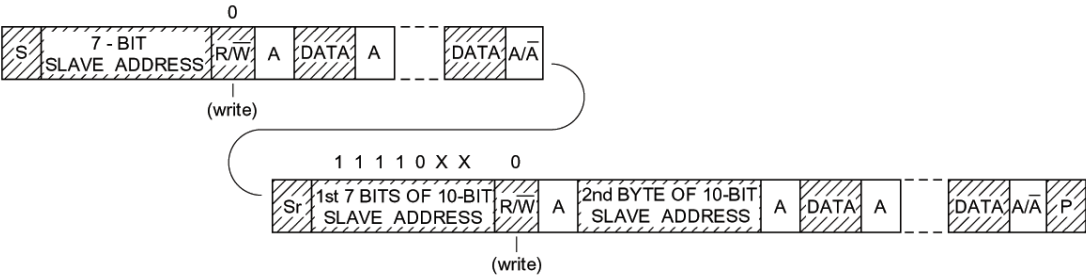 0
S 7 - BIT SLAVE ADDRESS R/W̅ A DATA A DATA A/A̅
(write)
1 1 1 1 0 X X 0
Sr 1st 7 BITS OF 10-BIT SLAVE ADDRESS R/W̅ A 2nd BYTE OF 10-BIT SLAVE ADDRESS A DATA A DATA A/A̅ P
(write)